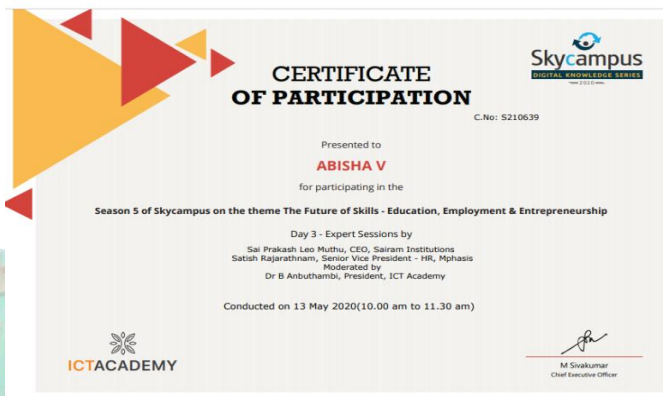 Skycampus
DIGITAL KNOWLEDGE SERIES
2020
CERTIFICATE
OF PARTICIPATION
C.No: S210639
Presented to
ABISHA V
for participating in the
Season 5 of Skycampus on the theme The Future of Skills - Education, Employment & Entrepreneurship
Day 3 - Expert Sessions by
Sai Prakash Leo Muthu, CEO, Sairam Institutions
Satish Rajarathnam, Senior Vice President - HR, Mphasis
Moderated by
Dr B Anbuthambi, President, ICT Academy
Conducted on 13 May 2020(10.00 am to 11.30 am)
ICTACADEMY
M Sivakumar
Chief Executive Officer